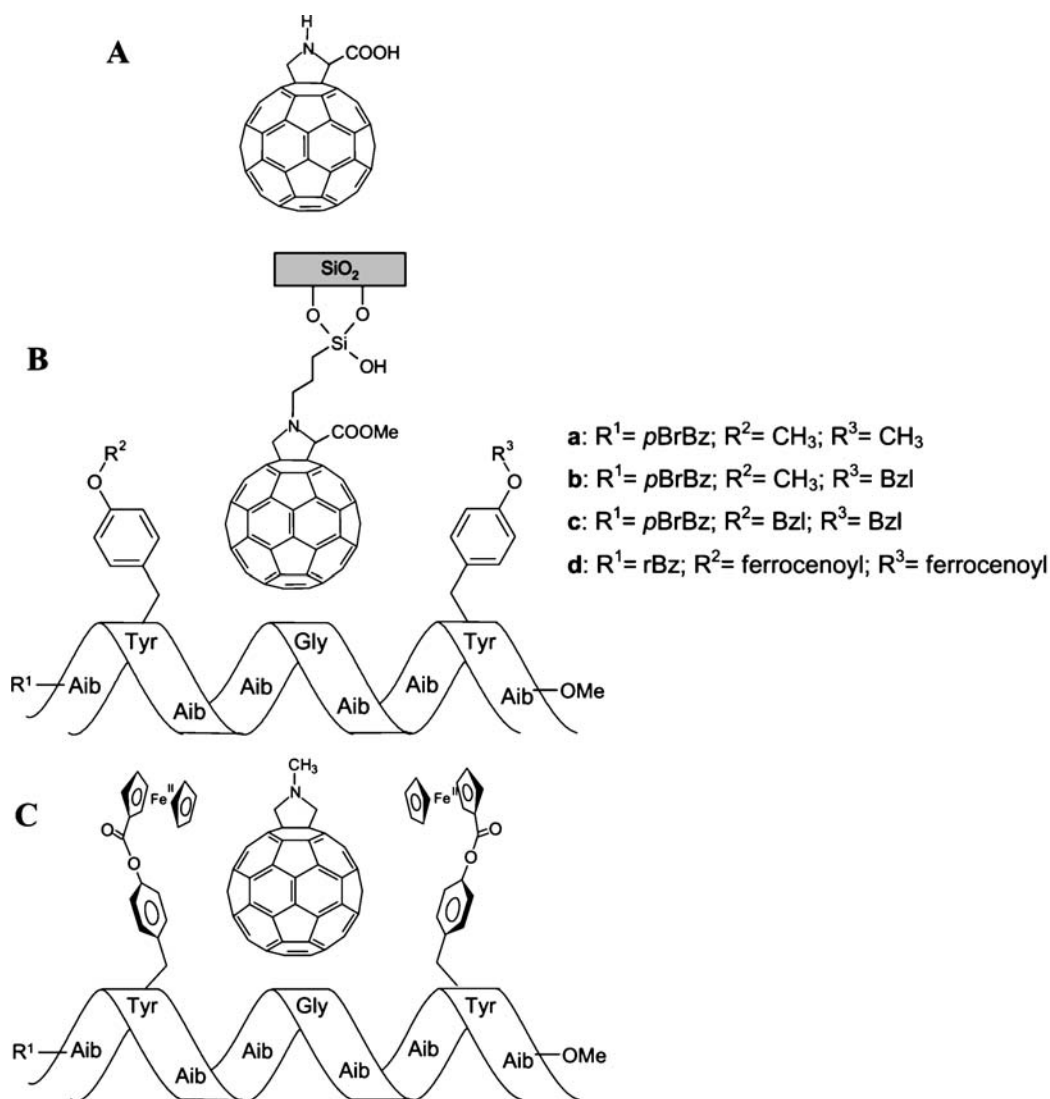 A
H
N
COOH
SiO₂
O
O
Si
OH
B
N
COOMe
R²
O
R³
O
a: R¹= pBrBz; R²= CH₃; R³= CH₃
b: R¹= pBrBz; R²= CH₃; R³= Bzl
c: R¹= pBrBz; R²= Bzl; R³= Bzl
d: R¹= rBz; R²= ferrocenoyl; R³= ferrocenoyl
Tyr
Gly
Tyr
R¹
Aib
Aib
Aib
Aib
Aib
Aib
OMe
C
CH₃
N
Feᴵᴵ
O
O
Feᴵᴵ
O
O
Tyr
Gly
Tyr
R¹
Aib
Aib
Aib
Aib
Aib
Aib
OMe